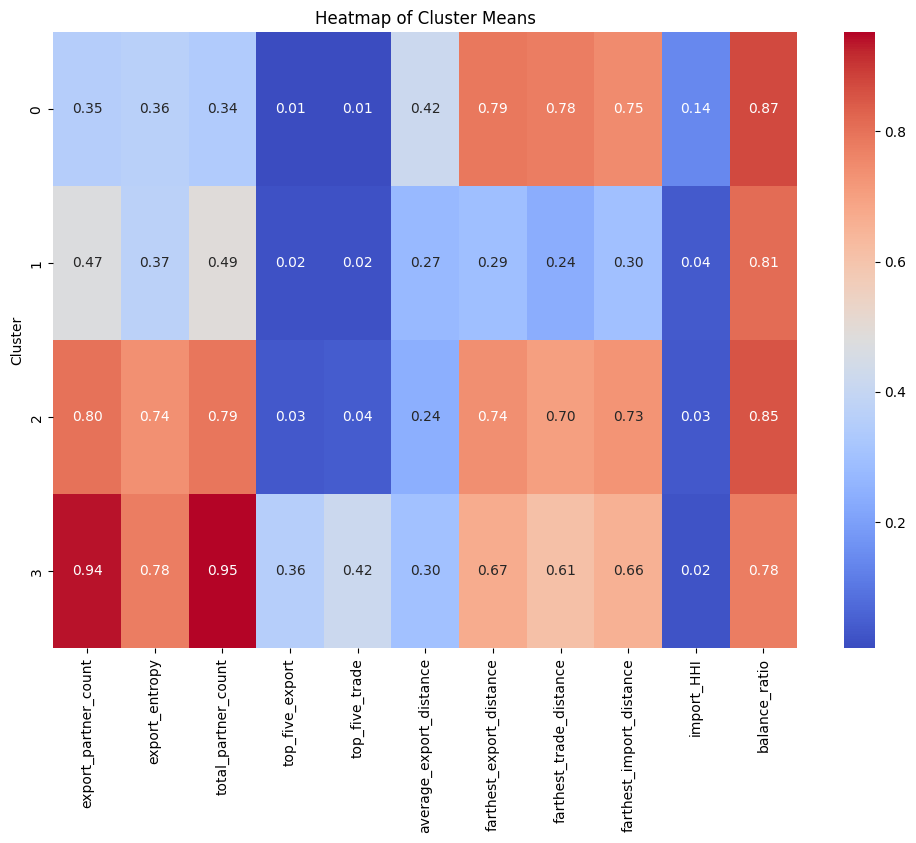 Heatmap of Cluster Means
0 0.35 0.36 0.34 0.01 0.01 0.42 0.79 0.78 0.75 0.14 0.87
1 0.47 0.37 0.49 0.02 0.02 0.27 0.29 0.24 0.30 0.04 0.81
2 0.80 0.74 0.79 0.03 0.04 0.24 0.74 0.70 0.73 0.03 0.85
3 0.94 0.78 0.95 0.36 0.42 0.30 0.67 0.61 0.66 0.02 0.78
Cluster
export_partner_count
export_entropy
total_partner_count
top_five_export
top_five_trade
average_export_distance
farthest_export_distance
farthest_trade_distance
farthest_import_distance
import_HHI
balance_ratio
0.8
0.6
0.4
0.2